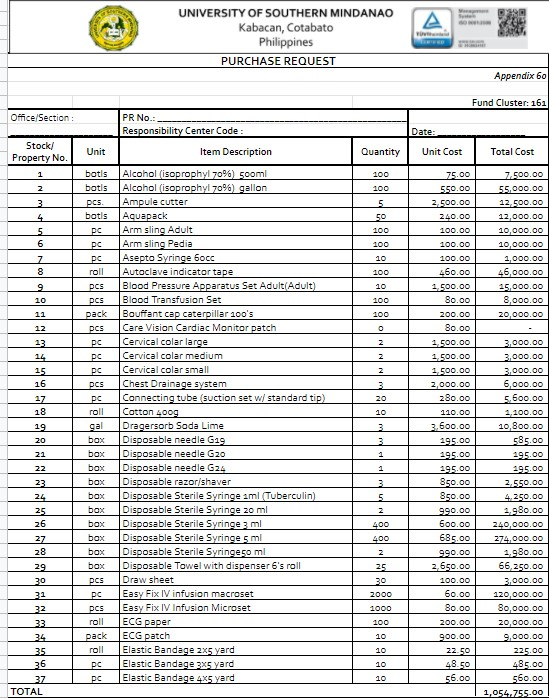 UNIVERSITY OF SOUTHERN MINDANAO
Kabacan, Cotabato
Philippines
TÜVRheinland
CERTIFIED
Management
System
ISO 9001:2008
PURCHASE REQUEST
Appendix 60
Fund Cluster: 161
Office/Section : PR No.:
Responsibility Center Code : Date:
Stock/ Property No. Unit Item Description Quantity Unit Cost Total Cost
1 botls Alcohol (isoprophyl 70%) 500ml 100 75.00 7,500.00
2 botls Alcohol (isoprophyl 70%) gallon 100 550.00 55,000.00
3 pcs. Ampule cutter 5 2,500.00 12,500.00
4 botls Aquapack 50 240.00 12,000.00
5 pc Arm sling Adult 100 100.00 10,000.00
6 pc Arm sling Pedia 100 100.00 10,000.00
7 pc Asepto Syringe 60cc 10 100.00 1,000.00
8 roll Autoclave indicator tape 100 460.00 46,000.00
9 pcs Blood Pressure Apparatus Set Adult(Adult) 10 1,500.00 15,000.00
10 pcs Blood Transfusion Set 100 80.00 8,000.00
11 pack Bouffant cap caterpillar 100's 100 200.00 20,000.00
12 pcs Care Vision Cardiac Monitor patch 0 80.00 -
13 pc Cervical colar large 2 1,500.00 3,000.00
14 pc Cervical colar medium 2 1,500.00 3,000.00
15 pc Cervical colar small 2 1,500.00 3,000.00
16 pcs Chest Drainage system 3 2,000.00 6,000.00
17 pc Connecting tube (suction set w/ standard tip) 20 280.00 5,600.00
18 roll Cotton 400g 10 110.00 1,100.00
19 gal Dragersorb Soda Lime 3 3,600.00 10,800.00
20 box Disposable needle G19 3 195.00 585.00
21 box Disposable needle G20 1 195.00 195.00
22 box Disposable needle G24 1 195.00 195.00
23 box Disposable razor/shaver 3 850.00 2,550.00
24 box Disposable Sterile Syringe 1ml (Tuberculin) 5 850.00 4,250.00
25 box Disposable Sterile Syringe 20 ml 2 990.00 1,980.00
26 box Disposable Sterile Syringe 3 ml 400 600.00 240,000.00
27 box Disposable Sterile Syringe 5 ml 400 685.00 274,000.00
28 box Disposable Sterile Syringe50 ml 2 990.00 1,980.00
29 box Disposable Towel with dispenser 6's roll 25 2,650.00 66,250.00
30 pcs Draw sheet 30 100.00 3,000.00
31 pc Easy Fix IV infusion macroset 2000 60.00 120,000.00
32 pcs Easy Fix IV Infusion Microset 1000 80.00 80,000.00
33 roll ECG paper 100 200.00 20,000.00
34 pack ECG patch 10 900.00 9,000.00
35 roll Elastic Bandage 2x5 yard 10 22.50 225.00
36 pc Elastic Bandage 3x5 yard 10 48.50 485.00
37 pc Elastic Bandage 4x5 yard 10 56.00 560.00
TOTAL 1,054,755.00